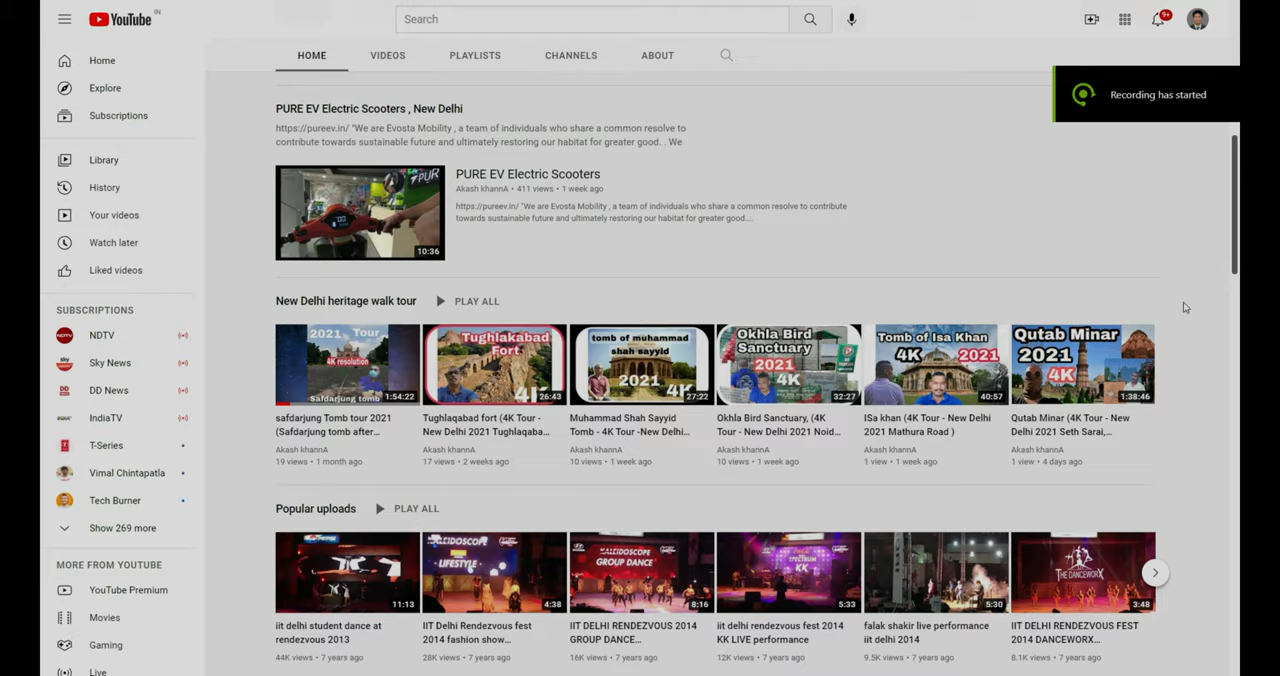 YouTube IN
Search
9+
HOME VIDEOS PLAYLISTS CHANNELS ABOUT
Recording has started
Home
Explore
Subscriptions
Library
History
Your videos
Watch later
Liked videos
SUBSCRIPTIONS
NDTV
Sky News
DD News
IndiaTV
T-Series
Vimal Chintapatla
Tech Burner
Show 269 more
MORE FROM YOUTUBE
YouTube Premium
Movies
Gaming
Live
PURE EV Electric Scooters , New Delhi
https://pureev.in/ "We are Evosta Mobility , a team of individuals who share a common resolve to
contribute towards sustainable future and ultimately restoring our habitat for greater good. . We
10:36
PURE EV Electric Scooters
Akash khannA • 411 views • 1 week ago
https://pureev.in/ "We are Evosta Mobility , a team of individuals who share a common resolve to contribute
towards sustainable future and ultimately restoring our habitat for greater good....
New Delhi heritage walk tour PLAY ALL
2021 Tour
4K resolution
Safdarjung tomb
1:54:22
safdarjung Tomb tour 2021
(Safdarjung tomb after...
Akash khannA
19 views • 1 month ago
Tughlakabad
Fort
4K
26:43
Tughlaqabad fort (4K Tour -
New Delhi 2021 Tughlaqaba...
Akash khannA
17 views • 2 weeks ago
tomb of muhammad
shah sayyid
2021 4K
27:22
Muhammad Shah Sayyid
Tomb - 4K Tour -New Delhi...
Akash khannA
10 views • 1 week ago
Okhla Bird
Sanctuary
2021
4K
32:27
Okhla Bird Sanctuary, (4K
Tour - New Delhi 2021 Noid...
Akash khannA
10 views • 1 week ago
Tomb of Isa Khan
4K 2021
40:57
ISa khan (4K Tour - New Delhi
2021 Mathura Road )
Akash khannA
1 view • 1 week ago
Qutab Minar
2021
4K
1:38:46
Qutab Minar (4K Tour - New
Delhi 2021 Seth Sarai,...
Akash khannA
1 view • 4 days ago
Popular uploads PLAY ALL
11:13
iit delhi student dance at
rendezvous 2013
44K views • 7 years ago
KALEIDOSCOPE
LIFESTYLE
4:38
IIT Delhi Rendezvous fest
2014 fashion show...
28K views • 7 years ago
KALEIDOSCOPE
GROUP DANCE
8:16
IIT DELHI RENDEZVOUS 2014
GROUP DANCE...
16K views • 7 years ago
SPECTRUM
KK
5:33
iit delhi rendezvous fest 2014
KK LIVE performance
12K views • 7 years ago
5:30
falak shakir live performance
iit delhi 2014
9.5K views • 7 years ago
THE DANCEWORX
3:48
IIT DELHI RENDEZVOUS FEST
2014 DANCEWORX...
8.1K views • 7 years ago